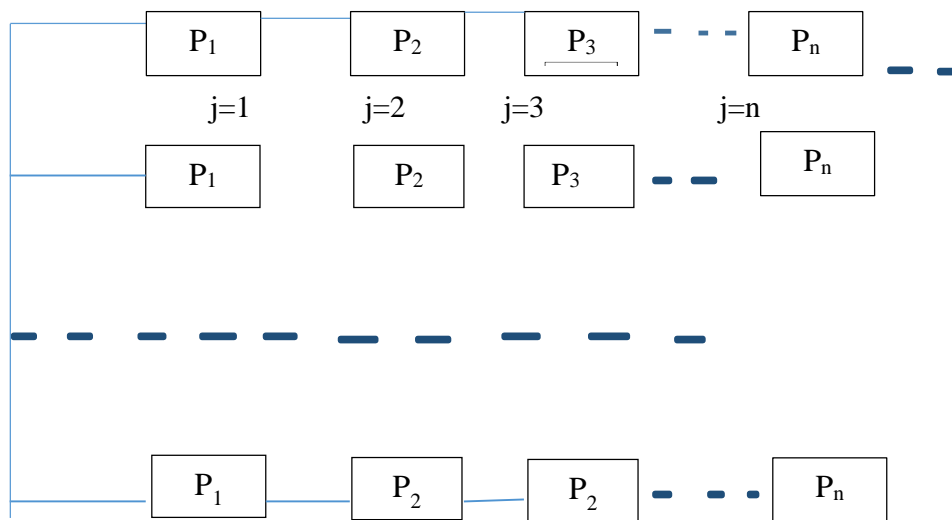 P₁ P₂ P₃ Pₙ
j=1 j=2 j=3 j=n
P₁ P₂ P₃ Pₙ
P₁ P₂ P₂ Pₙ